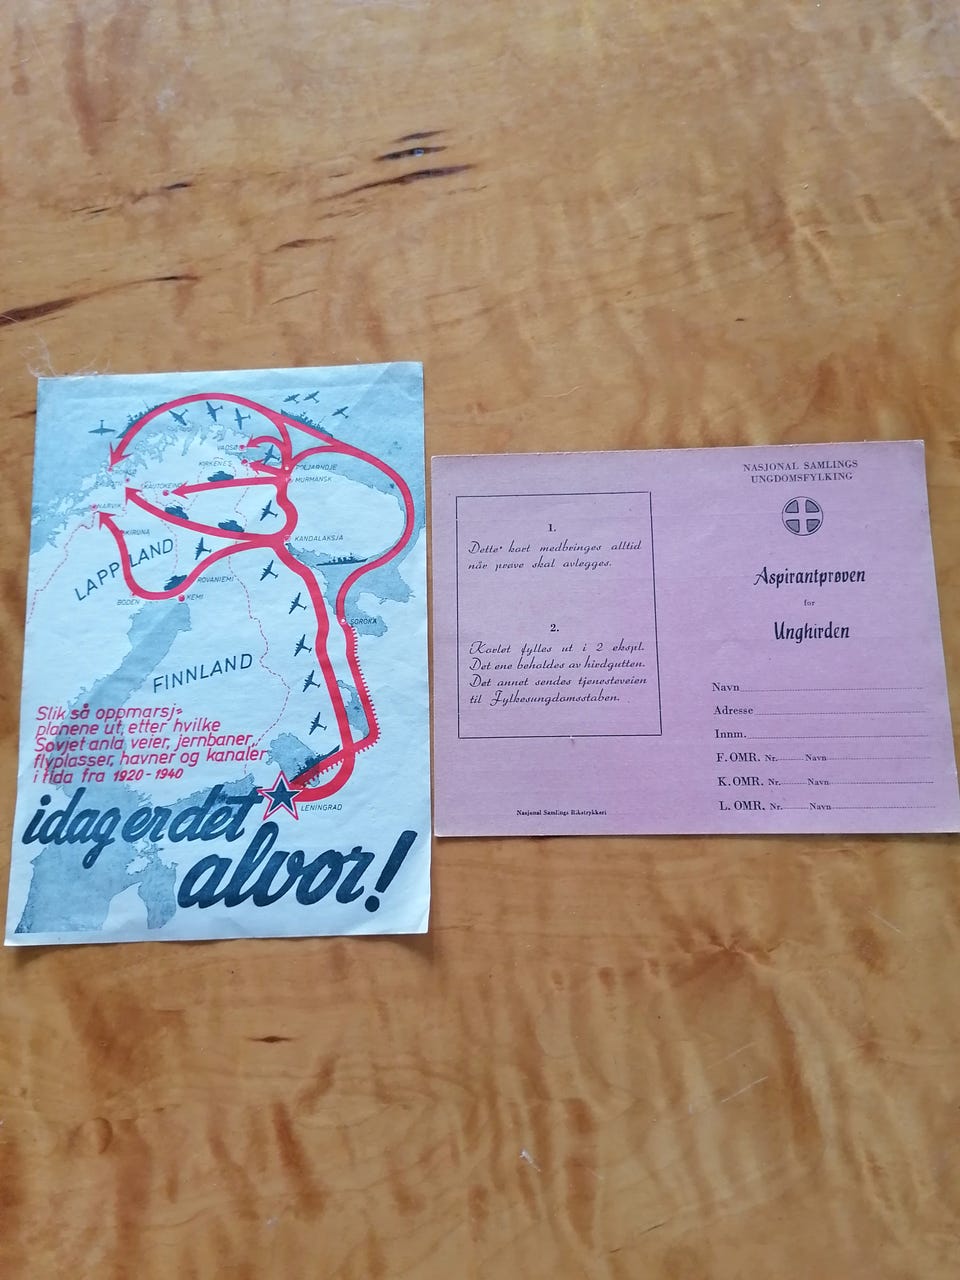 VADSØ
KIRKENES
POLJARNOJE
MURMANSK
KAUTOKEINO
NARVIK
KIRUNA
KANDALAKSJA
LAPPLAND
ROVANIEMI
BODEN
KEMI
SOROKA
FINNLAND
Slik så oppmarsj=
planene ut, etter hvilke
Sovjet anla veier, jernbaner,
flyplasser, havner og kanaler
i tida fra 1920-1940
LENINGRAD
idag er det
alvor!
1.
Dette kort medbringes alltid
når prøve skal avlegges.
2.
Kortet fylles ut i 2 ekspl.
Det ene beholdes av hirdgutten.
Det annet sendes tjenesteveien
til Fylkesungdomsstaben.
Nasjonal Samlings Rikstrykkeri
NASJONAL SAMLINGS
UNGDOMSFYLKING
Aspirantprøven
for
Unghirden
Navn
Adresse
Innm.
F. OMR. Nr. Navn
K. OMR. Nr. Navn
L. OMR. Nr. Navn